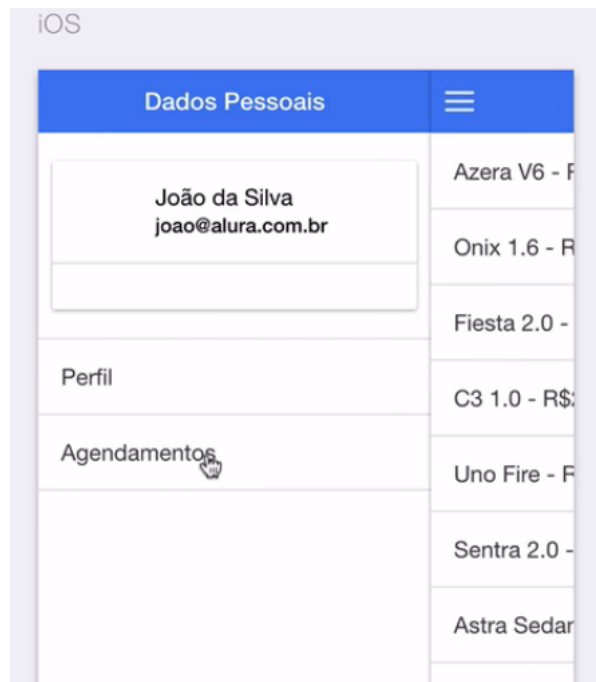 iOS
Dados Pessoais
João da Silva
joao@alura.com.br
Perfil
Agendamentos
Azera V6 -
Onix 1.6 - R
Fiesta 2.0 -
C3 1.0 - R$
Uno Fire -
Sentra 2.0 -
Astra Sedar